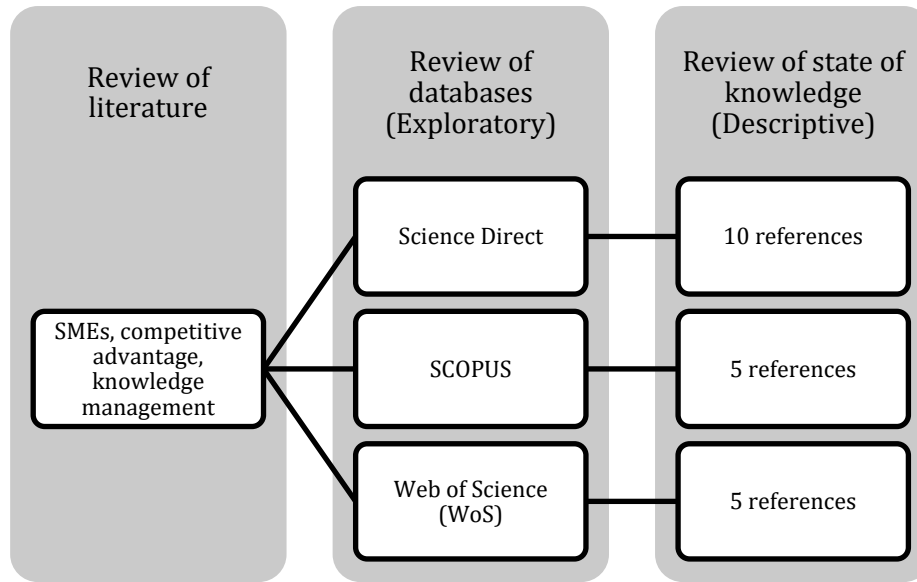 Review of
literature
Review of
databases
(Exploratory)
Review of state of
knowledge
(Descriptive)
SMEs, competitive
advantage,
knowledge
management
Science Direct
10 references
SCOPUS
5 references
Web of Science
(WoS)
5 references